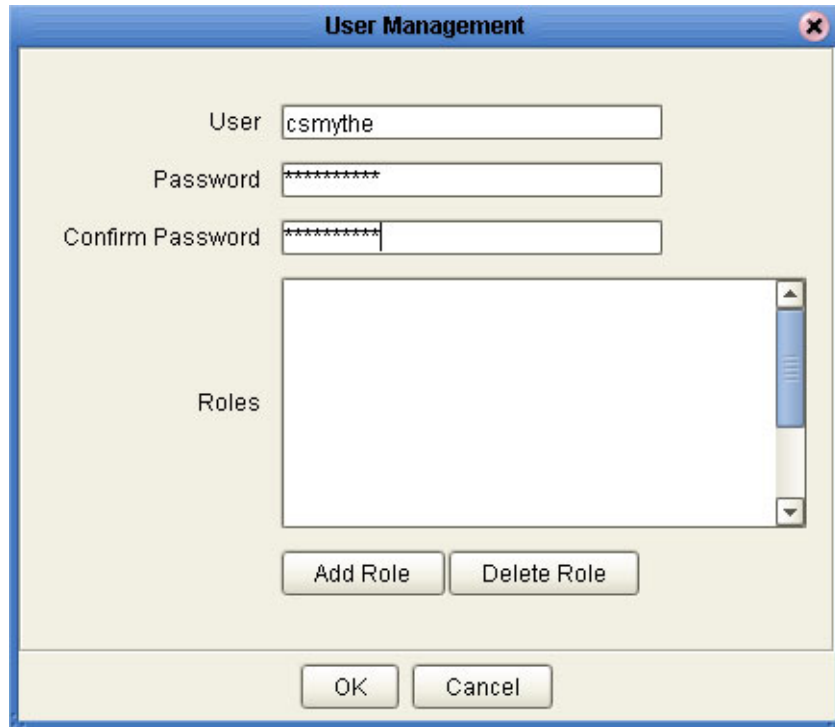 User Management
User csmythe
Password **********
Confirm Password **********
Roles
Add Role Delete Role
OK Cancel